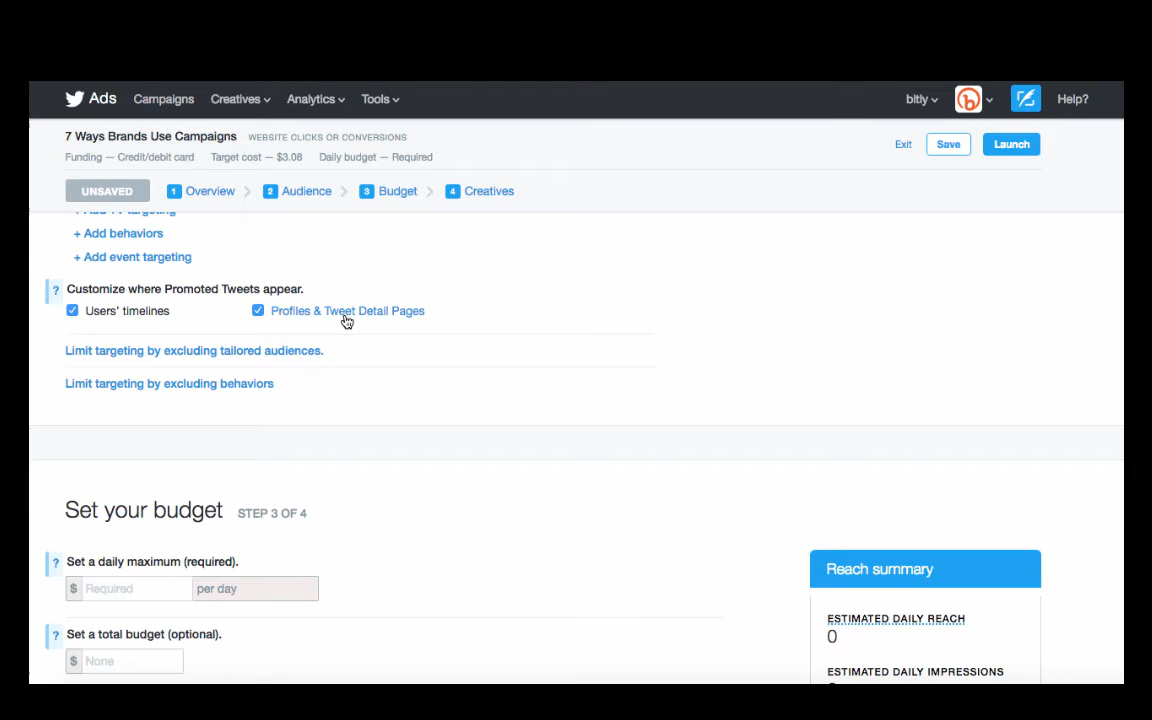 Ads Campaigns Creatives Analytics Tools bitly Help?
7 Ways Brands Use Campaigns WEBSITE CLICKS OR CONVERSIONS
Funding — Credit/debit card Target cost — $3.08 Daily budget — Required
Exit Save Launch
UNSAVED 1 Overview 2 Audience 3 Budget 4 Creatives
+ Add TV targeting
+ Add behaviors
+ Add event targeting
? Customize where Promoted Tweets appear.
Users' timelines Profiles & Tweet Detail Pages
Limit targeting by excluding tailored audiences.
Limit targeting by excluding behaviors
Set your budget STEP 3 OF 4
? Set a daily maximum (required).
$ Required per day
? Set a total budget (optional).
$ None
Reach summary
ESTIMATED DAILY REACH
0
ESTIMATED DAILY IMPRESSIONS